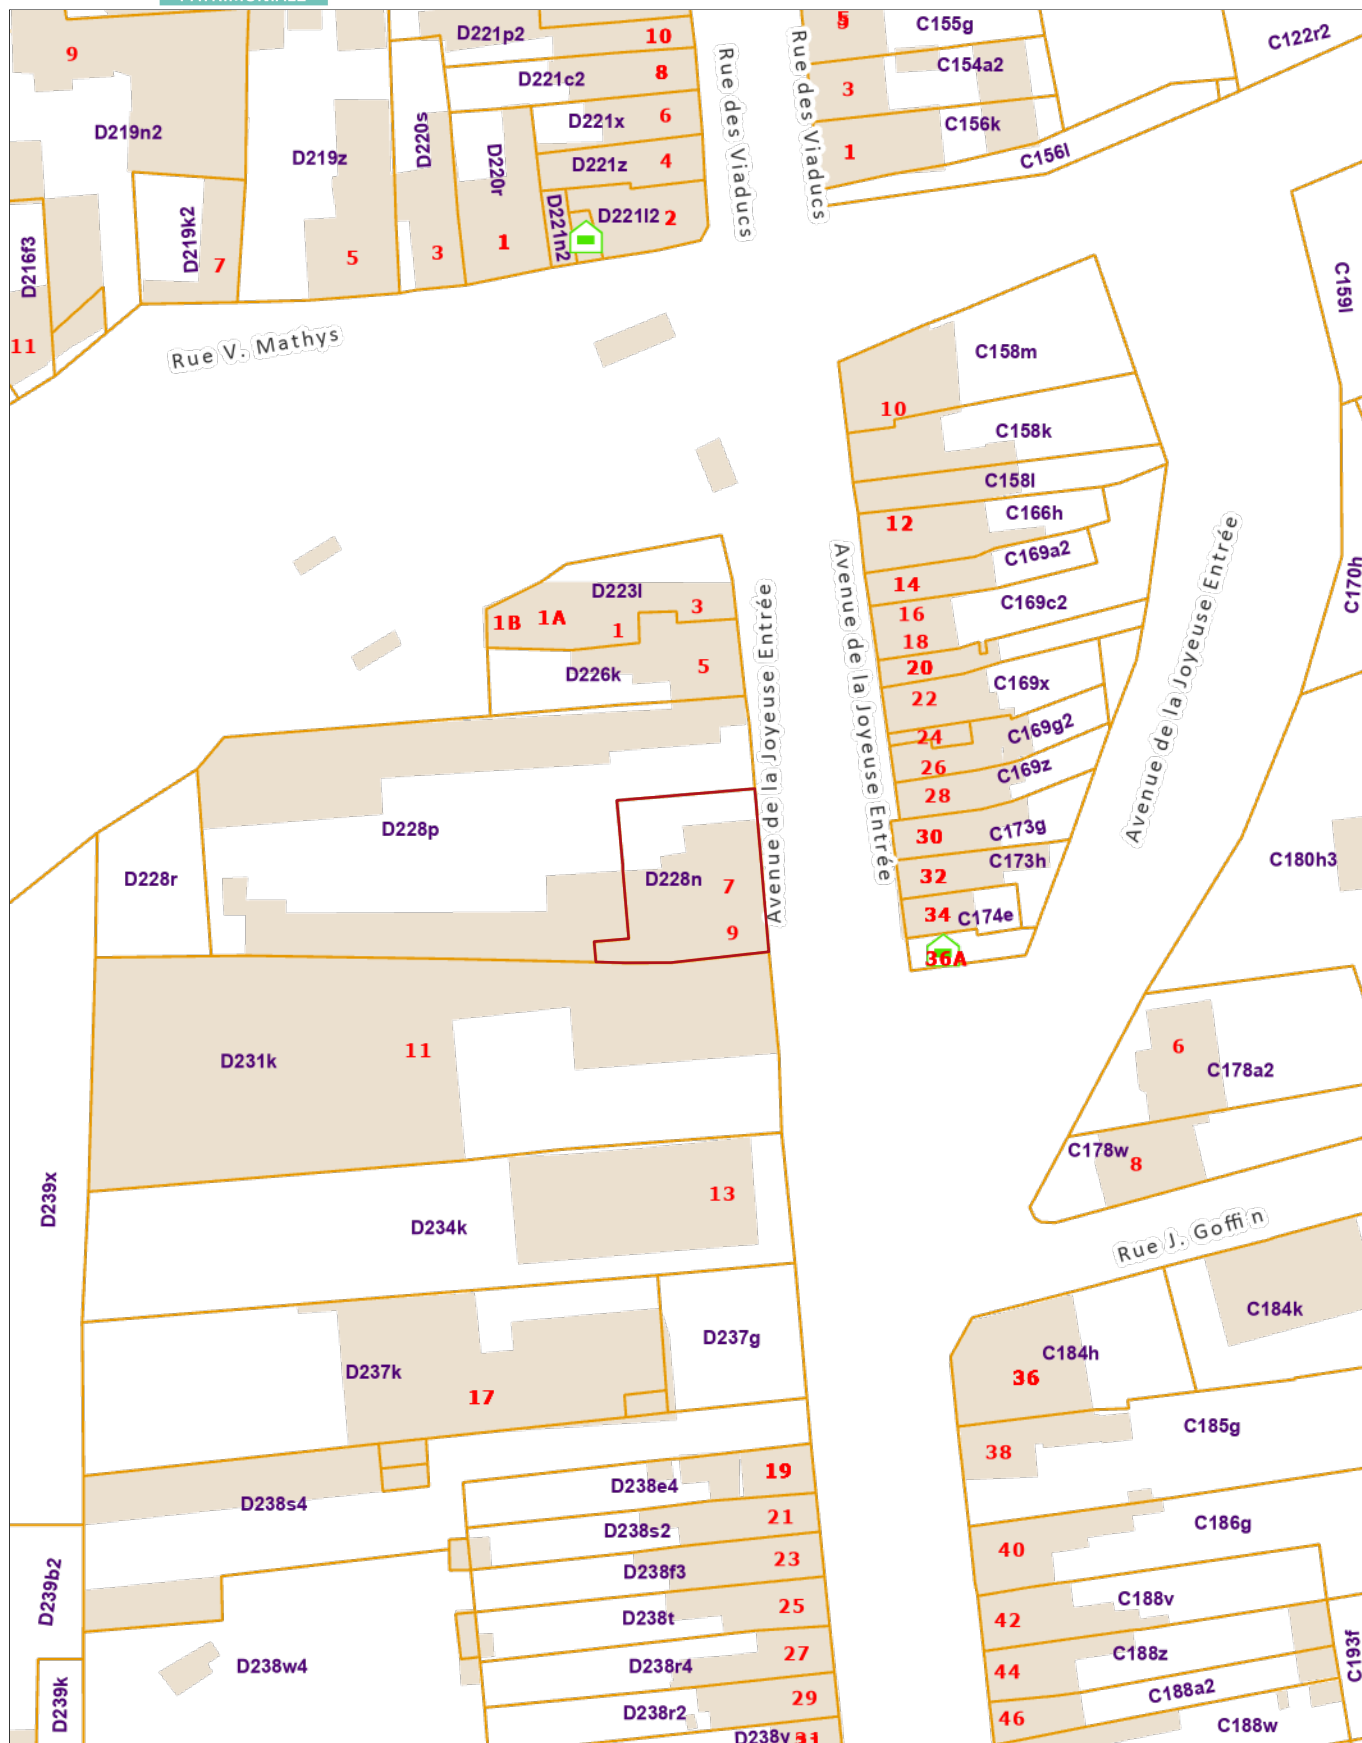 9
D221p2
10
5
C155g
C122r2
D221c2
8
Rue des Viaducs
Rue des Viaducs
3
C154a2
D219n2
D219z
D220s
D221x
6
C156k
1
C156l
D220r
D221z
4
D216f3
D219k2
7
5
3
1
D221n2
D221l2
2
11
Rue V. Mathys
C159l
C158m
10
C158k
C158l
12
C166h
C169a2
14
C170h
D223l
1B
1A
1
3
16
C169c2
18
D226k
5
20
22
C169x
24
C169g2
26
C169z
28
Avenue de la Joyeuse Entrée
Avenue de la Joyeuse Entrée
Avenue de la Joyeuse Entrée
D228p
30
C173g
D228r
D228n
7
32
C173h
C180h3
9
34
C174e
36A
D231k
11
6
C178a2
C178w
8
D239x
D234k
13
Rue J. Goffin
D237g
C184k
D237k
17
C184h
36
C185g
38
D238s4
D238e4
19
D238s2
21
C186g
40
D239b2
D238f3
23
D238t
25
C188v
42
D238w4
D238r4
27
C188z
44
C193f
D239k
D238r2
29
C188a2
46
C188w
31